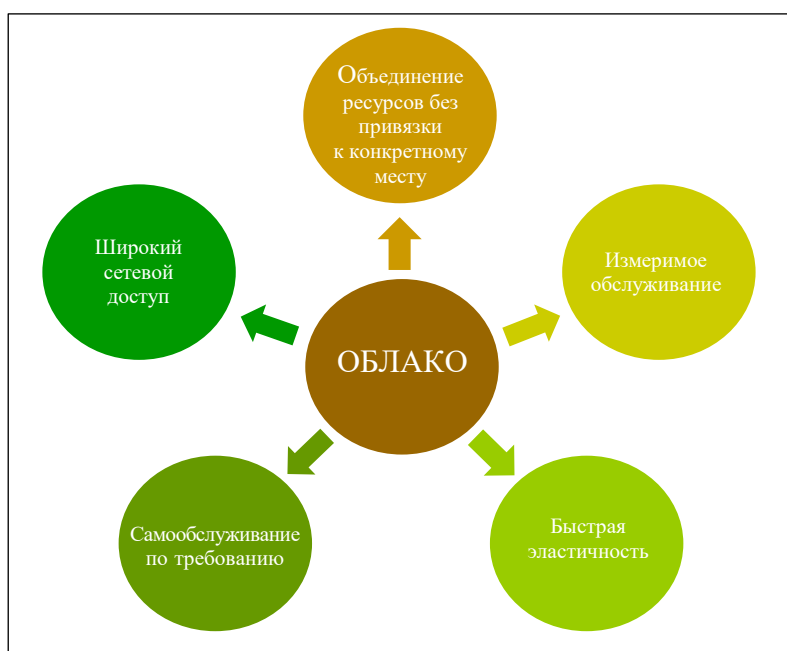 Объединение
ресурсов без
привязки
к конкретному
месту
Широкий
сетевой
доступ
Измеримое
обслуживание
ОБЛАКО
Самообслуживание
по требованию
Быстрая
эластичность